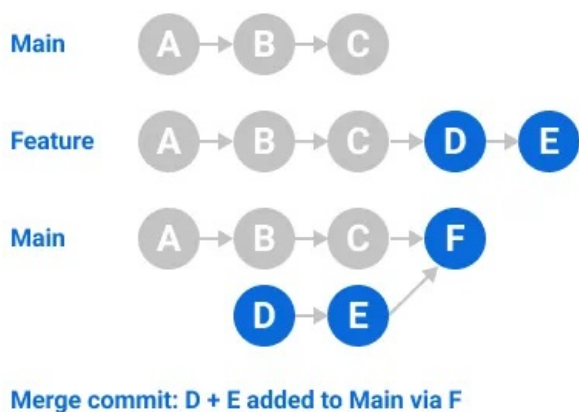 Main A B C
Feature A B C D E
Main A B C F
D E
Merge commit: D + E added to Main via F